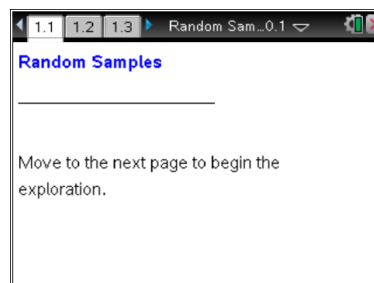 1.1 1.2 1.3 Random Sam...0.1
Random Samples
Move to the next page to begin the
exploration.